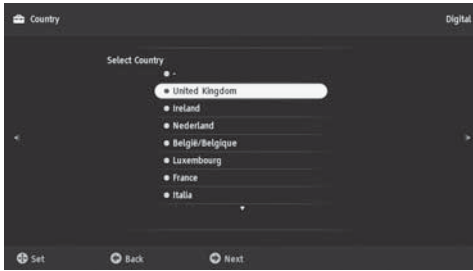 Country
Digital
Select Country
-
United Kingdom
Ireland
Nederland
België/Belgique
Luxembourg
France
Italia
Set
Back
Next